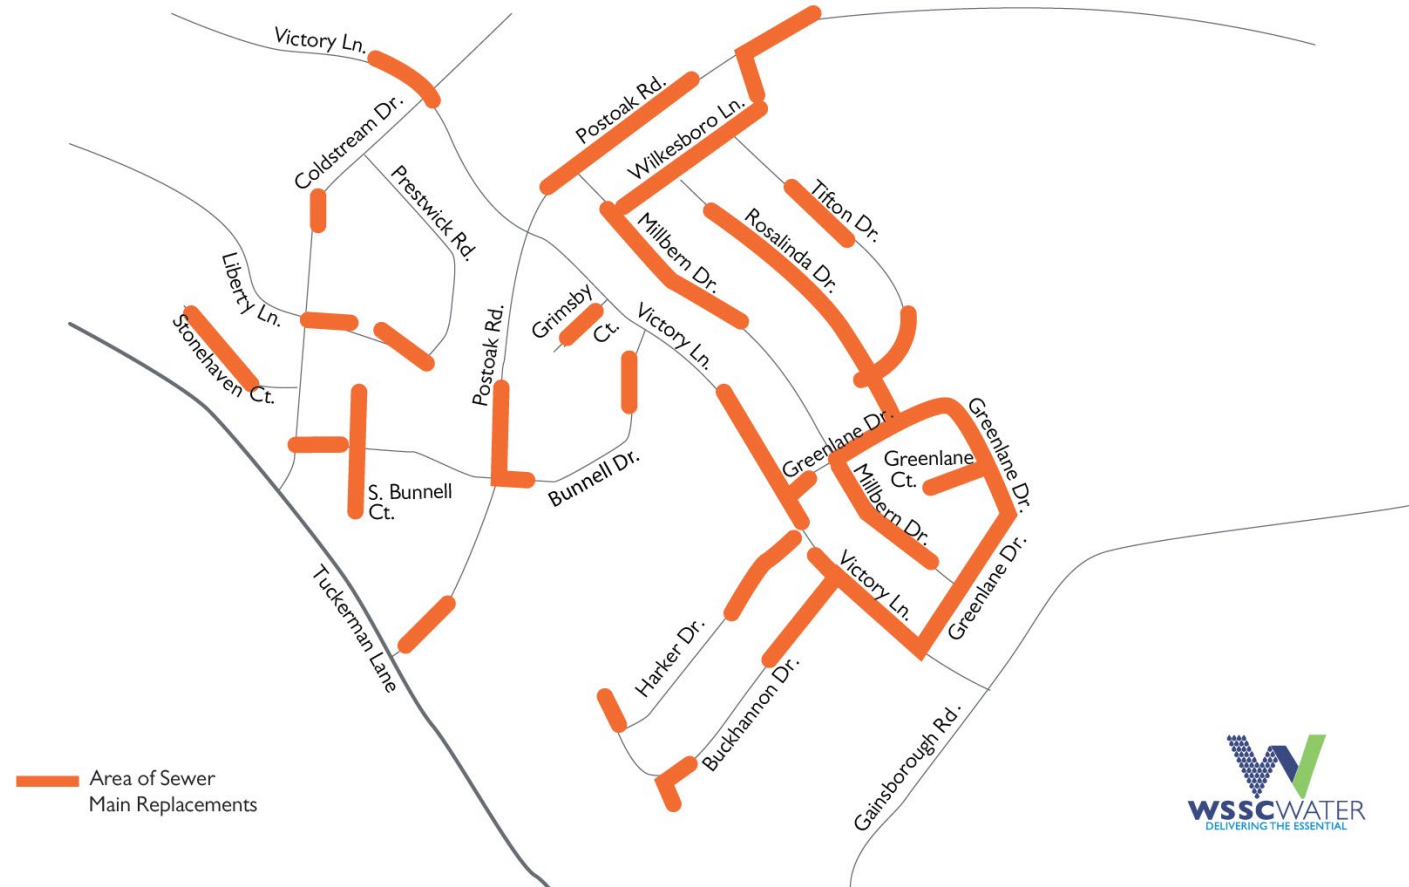 Victory Ln.
Coldstream Dr.
Prestwick Rd.
Postoak Rd.
Wilkesboro Ln.
Tifton Dr.
Rosalinda Dr.
Millbern Dr.
Liberty Ln.
Stonehaven Ct.
Grimsby
Ct.
Victory Ln.
Postoak Rd.
Greenlane Dr.
Greenlane Dr.
Greenlane
Ct.
Millbern Dr.
S. Bunnell
Ct.
Bunnell Dr.
Tuckerman Lane
Victory Ln.
Greenlane Dr.
Harker Dr.
Buckhannon Dr.
Gainsborough Rd.
Area of Sewer
Main Replacements
WSSCWATER
DELIVERING THE ESSENTIAL